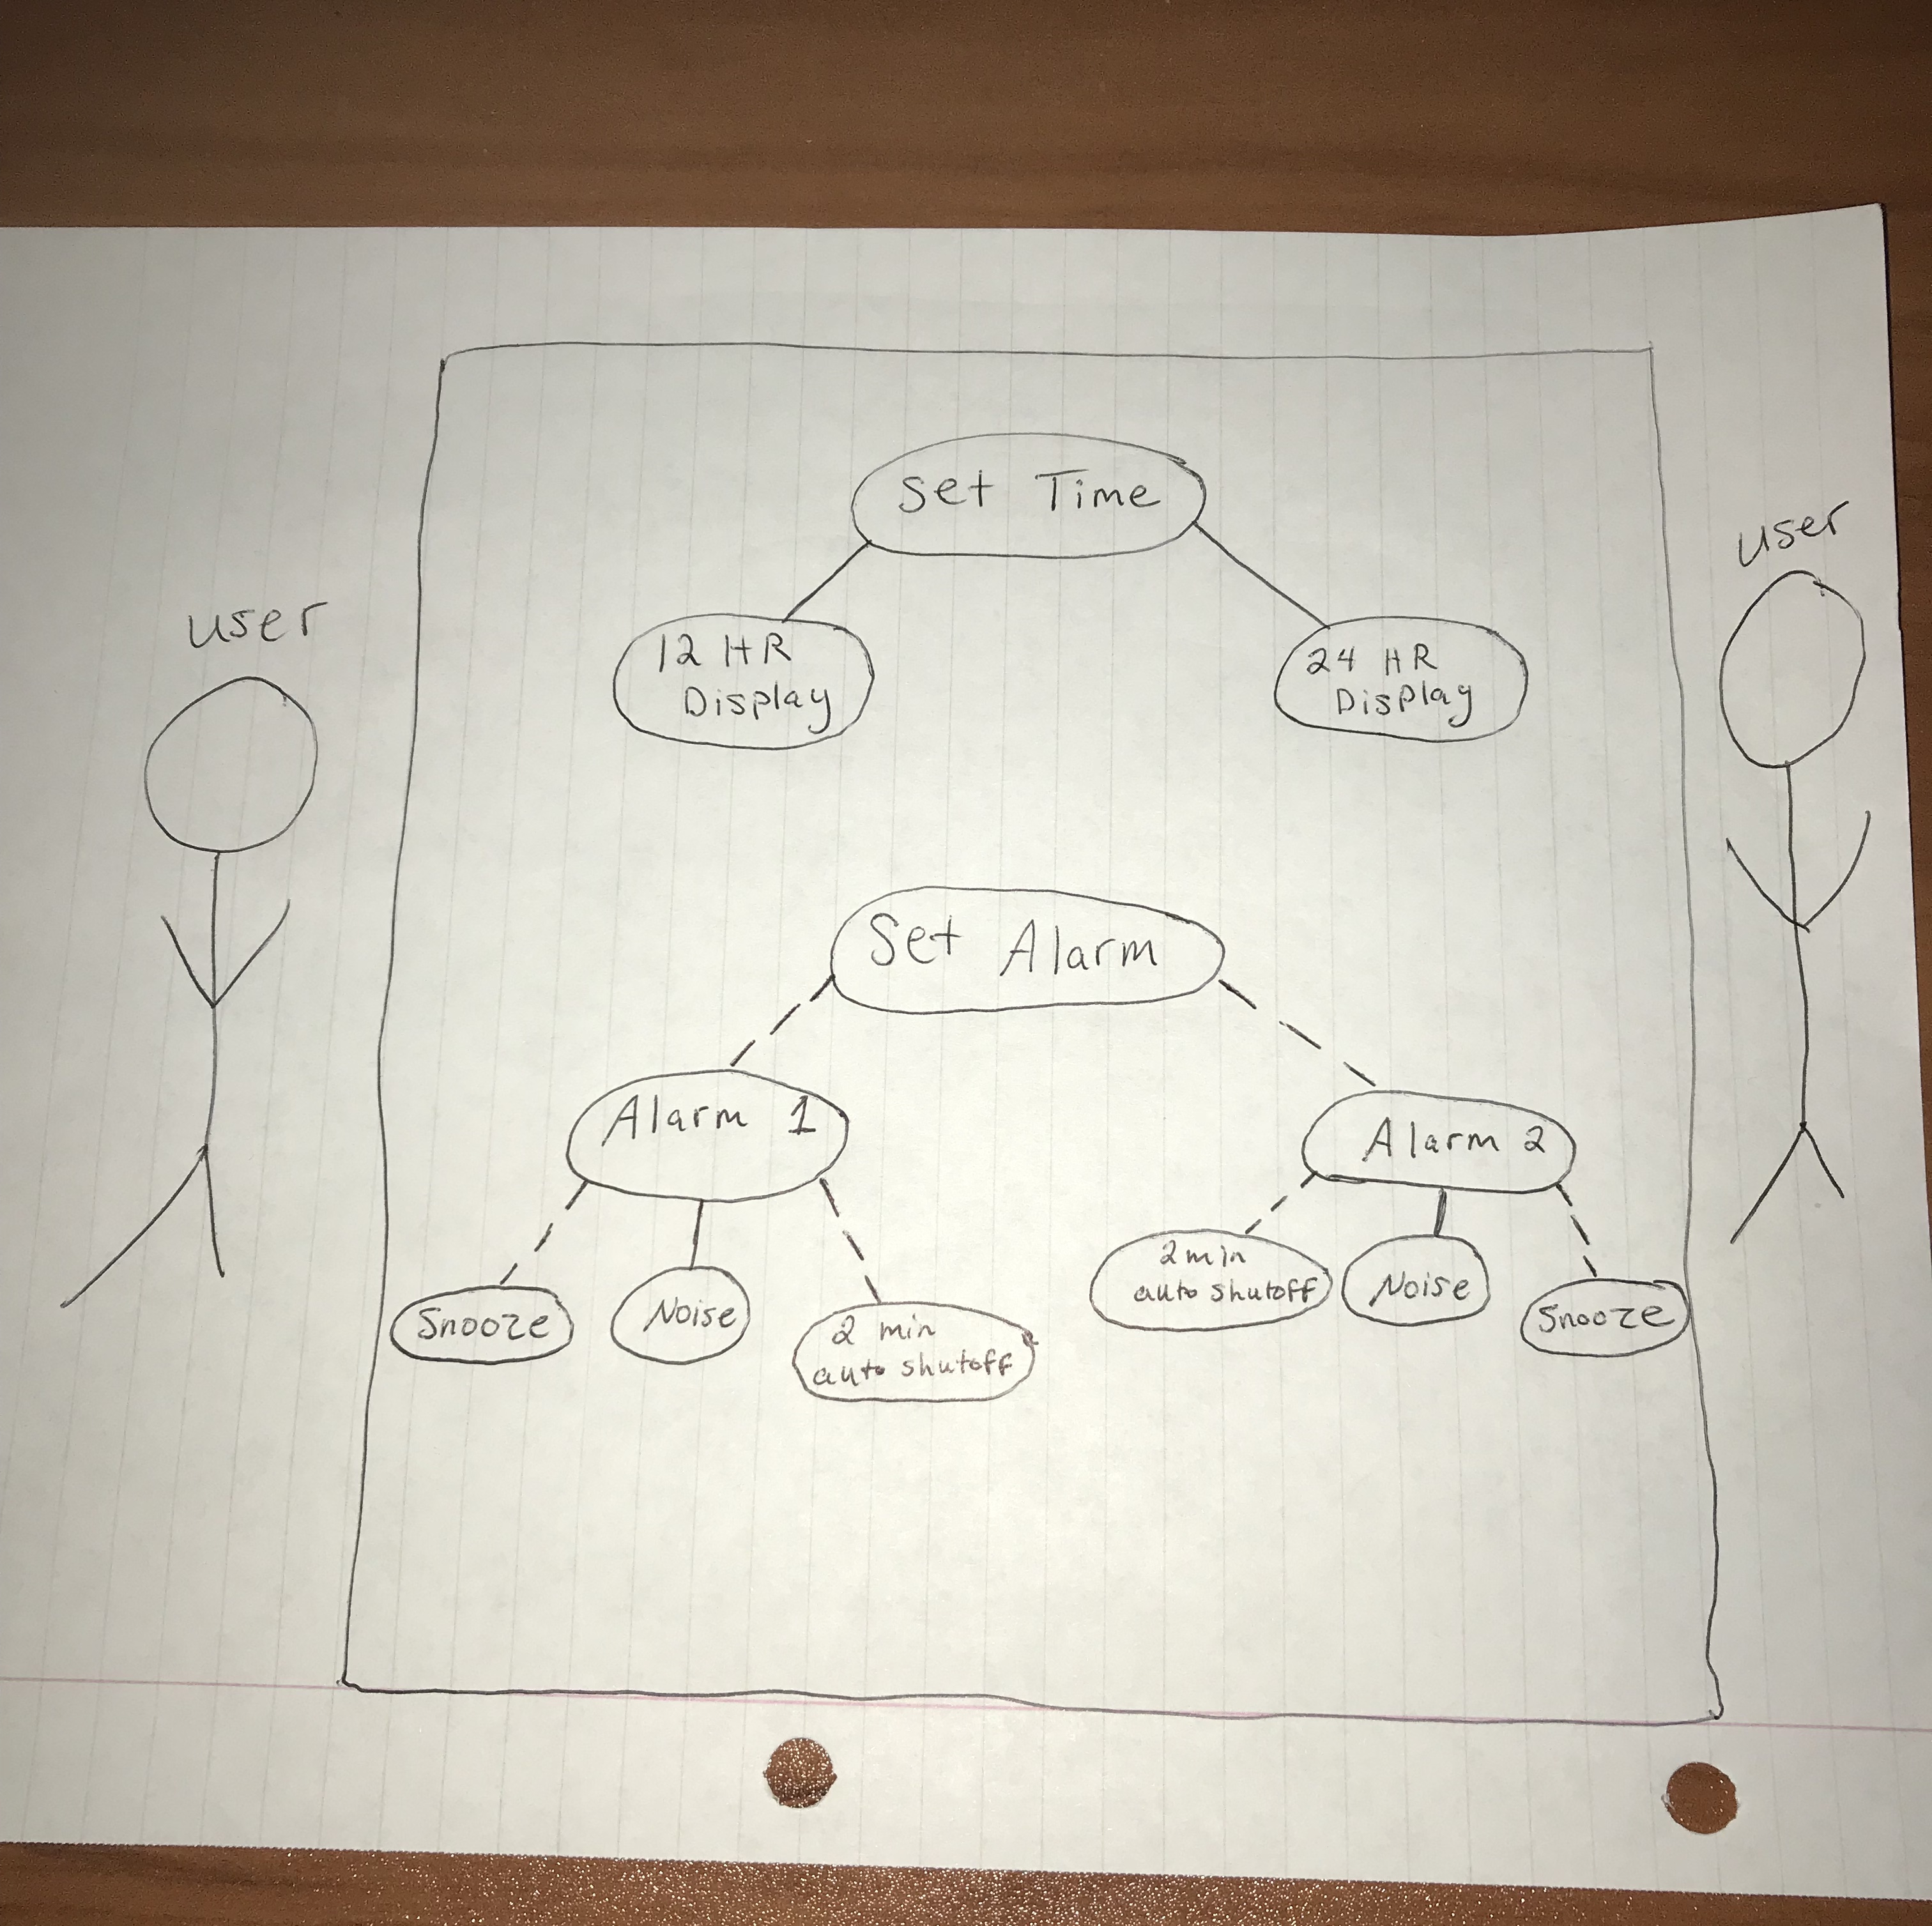 Set Time
user
12 HR
Display
24 HR
Display
user
Set Alarm
Alarm 1
Alarm 2
Snooze
Noise
2 min
auto shutoff
2 min
auto shutoff
Noise
Snooze